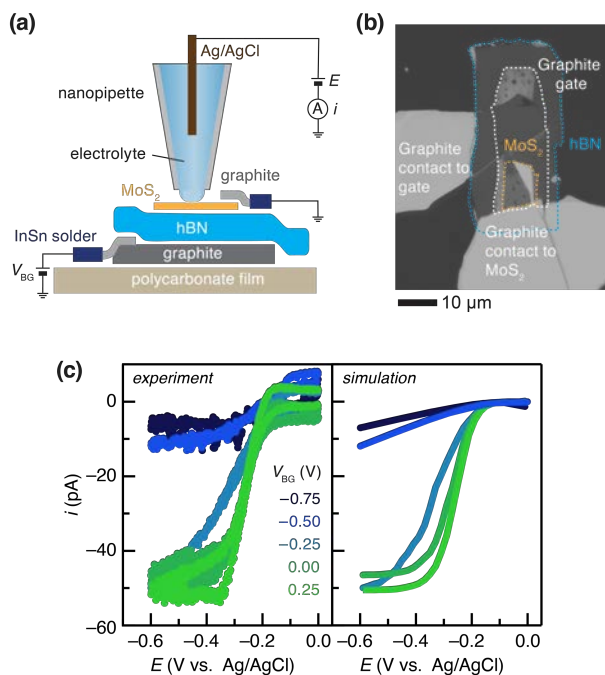 (a)
Ag/AgCl
E
nanopipette
A
i
electrolyte
graphite
MoS₂
hBN
InSn solder
graphite
V_BG
polycarbonate film
(b)
Graphite
gate
MoS₂
hBN
Graphite
contact to
gate
Graphite
contact to
MoS₂
10 µm
(c)
experiment
simulation
0
−20
−40
−60
i (pA)
V_BG (V)
−0.75
−0.50
−0.25
0.00
0.25
−0.6 −0.4 −0.2 0.0
−0.6 −0.4 −0.2 0.0
E (V vs. Ag/AgCl)
E (V vs. Ag/AgCl)